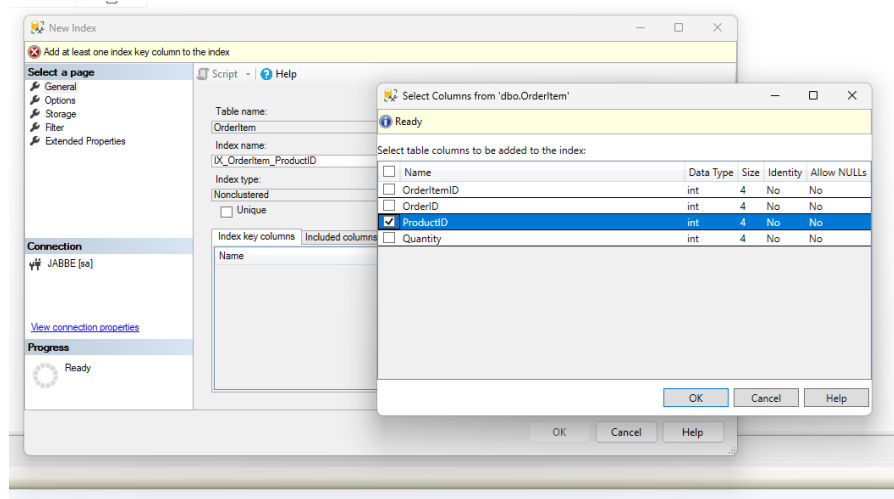 New Index
Add at least one index key column to the index
Select a page
General
Options
Storage
Filter
Extended Properties
Connection
JABBE [sa]
View connection properties
Progress
Ready
Script
Help
Table name:
OrderItem
Index name:
IX_OrderItem_ProductID
Index type:
Nonclustered
Unique
Index key columns Included columns
Name
OK Cancel Help
Select Columns from 'dbo.OrderItem'
Ready
Select table columns to be added to the index:
Name Data Type Size Identity Allow NULLs
OrderItemID int 4 No No
OrderID int 4 No No
ProductID int 4 No No
Quantity int 4 No No
OK Cancel Help